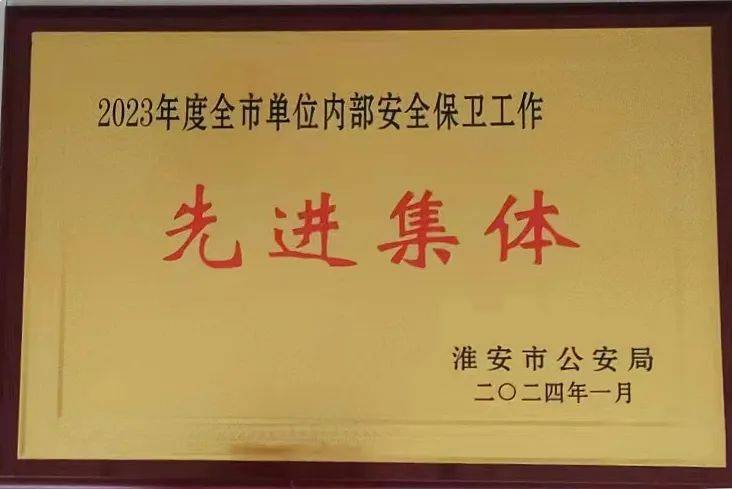 2023年度全市单位内部安全保卫工作
先进集体
淮安市公安局
二〇二四年一月